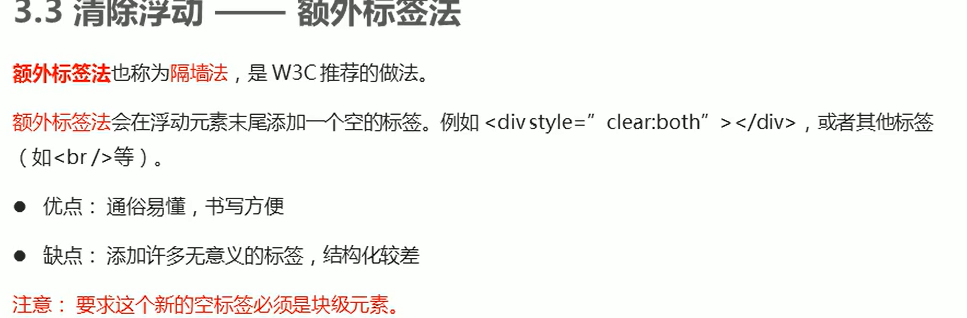 3.3 清除浮动 —— 额外标签法
额外标签法也称为隔墙法，是 W3C 推荐的做法。
额外标签法会在浮动元素末尾添加一个空的标签。例如 <div style=”clear:both”></div>，或者其他标签
（如<br />等）。
● 优点：通俗易懂，书写方便
● 缺点：添加许多无意义的标签，结构化较差
注意：要求这个新的空标签必须是块级元素。